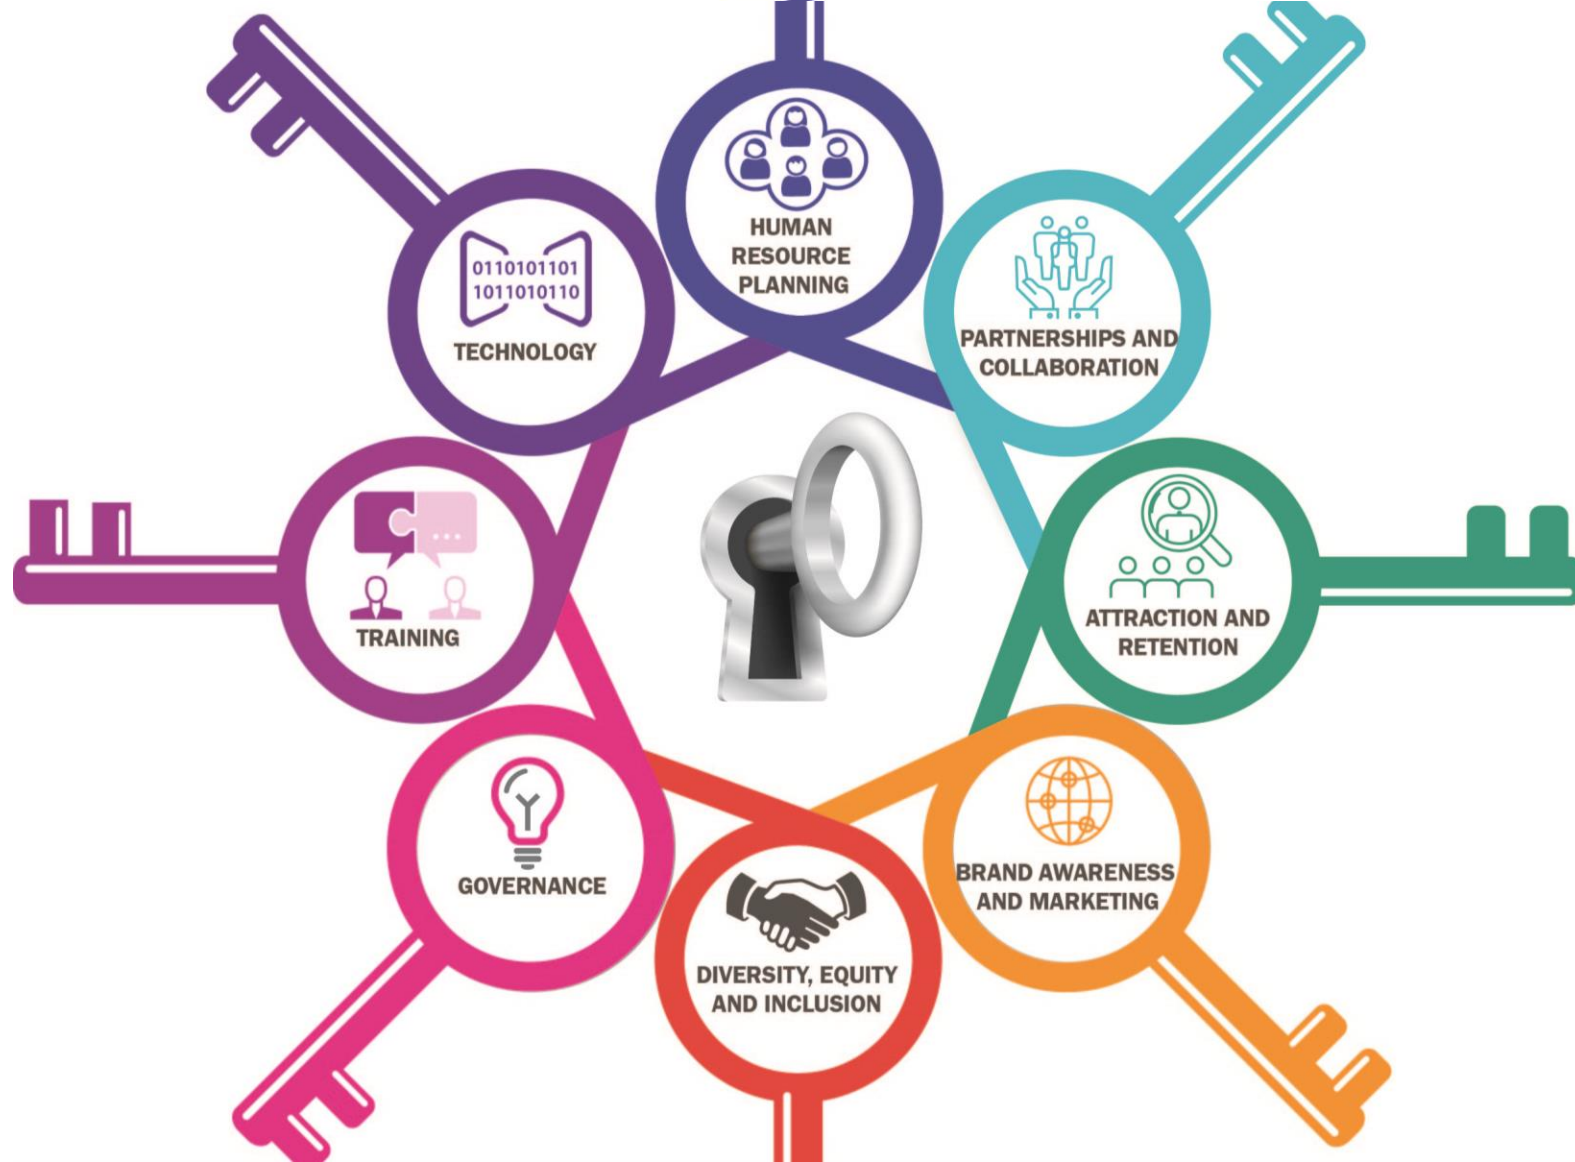 HUMAN
RESOURCE
PLANNING
PARTNERSHIPS AND
COLLABORATION
ATTRACTION AND
RETENTION
BRAND AWARENESS
AND MARKETING
DIVERSITY, EQUITY
AND INCLUSION
GOVERNANCE
TRAINING
0110101101
1011010110
TECHNOLOGY